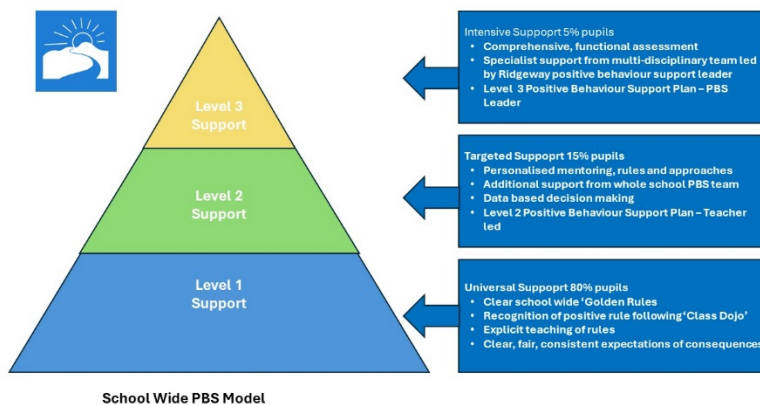 Level 3
Support
Level 2
Support
Level 1
Support
School Wide PBS Model
Intensive Suppoprt 5% pupils
• Comprehensive, functional assessment
• Specialist support from multi-disciplinary team led
by Ridgeway positive behaviour support leader
• Level 3 Positive Behaviour Support Plan – PBS
Leader
Targeted Suppoprt 15% pupils
• Personalised mentoring, rules and approaches
• Additional support from whole school PBS team
• Data based decision making
• Level 2 Positive Behaviour Support Plan – Teacher
led
Universal Suppoprt 80% pupils
• Clear school wide ‘Golden Rules
• Recognition of positive rule following ‘Class Dojo’
• Explicit teaching of rules
• Clear, fair, consistent expectations of consequences